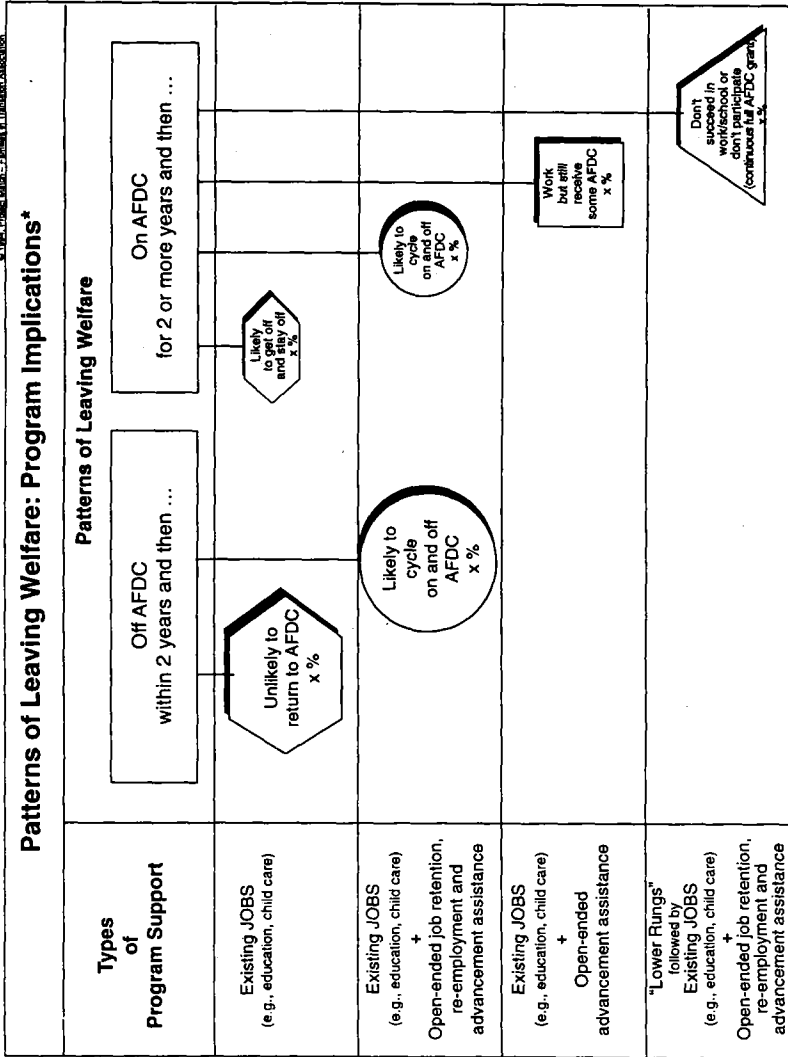 Patterns of Leaving Welfare: Program Implications*
Types
of
Program Support
Patterns of Leaving Welfare
Off AFDC
within 2 years and then ...
On AFDC
for 2 or more years and then ...
Existing JOBS
(e.g., education, child care)
Unlikely to
return to AFDC
x %
Likely
to get off
and stay off
x %
Existing JOBS
(e.g., education, child care)
+
Open-ended job retention,
re-employment and
advancement assistance
Likely to
cycle
on and off
AFDC
x %
Likely to
cycle
on and off
AFDC
x %
Existing JOBS
(e.g., education, child care)
+
Open-ended
advancement assistance
Work
but still
receive
some AFDC
x %
"Lower Rungs"
followed by
Existing JOBS
(e.g., education, child care)
+
Open-ended job retention,
re-employment and
advancement assistance
Don't
succeed in
work/school or
don't participate
(continuous full AFDC grant)
x %